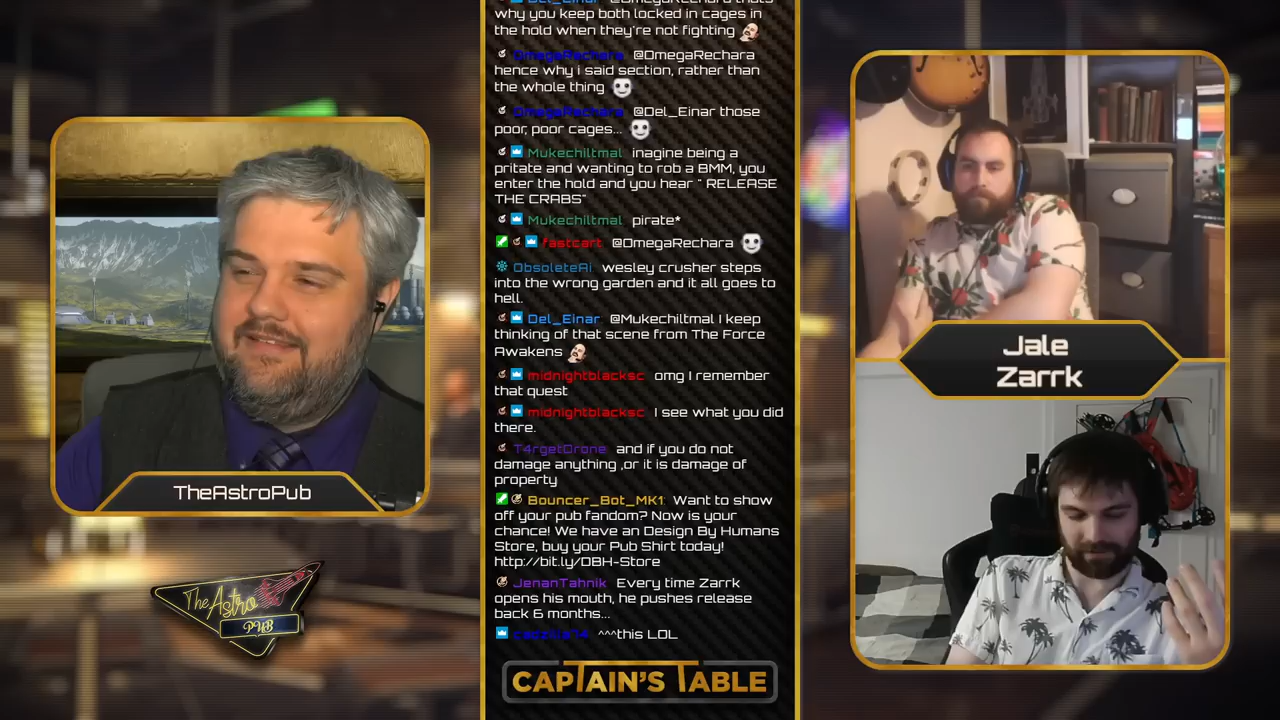 why you keep both locked in cages in
the hold when they're not fighting
OmegaRechara @OmegaRechara
hence why i said section, rather than
the whole thing
OmegaRechara @Del_Einar those
poor, poor cages...
Mukechiltmal inagine being a
pritate and wanting to rob a BMM, you
enter the hold and you hear " RELEASE
THE CRABS"
Mukechiltmal pirate*
fastcart @OmegaRechara
ObsoleteAi wesley crusher steps
into the wrong garden and it all goes to
hell.
Del_Einar @Mukechiltmal I keep
thinking of that scene from The Force
Awakens
midnightblacksc omg I remember
that quest
midnightblacksc I see what you did
there.
T4rgetDrone and if you do not
damage anything ,or it is damage of
property
Bouncer_Bot_MK1 Want to show
off your pub fandom? Now is your
chance! We have an Design By Humans
Store, buy your Pub Shirt today!
http://bit.ly/DBH-Store
JenanTahnik Every time Zarrk
opens his mouth, he pushes release
back 6 months...
^^^this LOL
CAPTAIN'S TABLE
TheAstroPub
The Astro
PUB
Jale
Zarrk